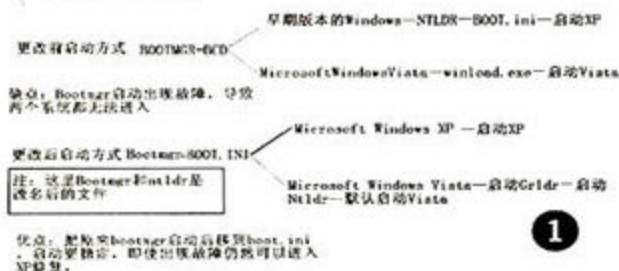 早期版本的Windows—NTLDR—BOOT.ini—启动XP
更改前启动方式 BOOTMGR-BCD
MicrosoftWindowsVista—winload.exe—启动Vista
缺点：Bootmgr启动出现故障，导致
两个系统都无法进入
Microsoft Windows XP —启动XP
更改后启动方式 Bootmgr-BOOT.INI
注：这里Bootmgr和ntldr是
改名后的文件
Microsoft Windows Vista—启动Grldr—启动
Ntldr—默认启动Vista
1
优点：把原来bootmgr启动后移到boot.ini
，启动更稳定，即使出现故障仍然可以进入
XP修复。